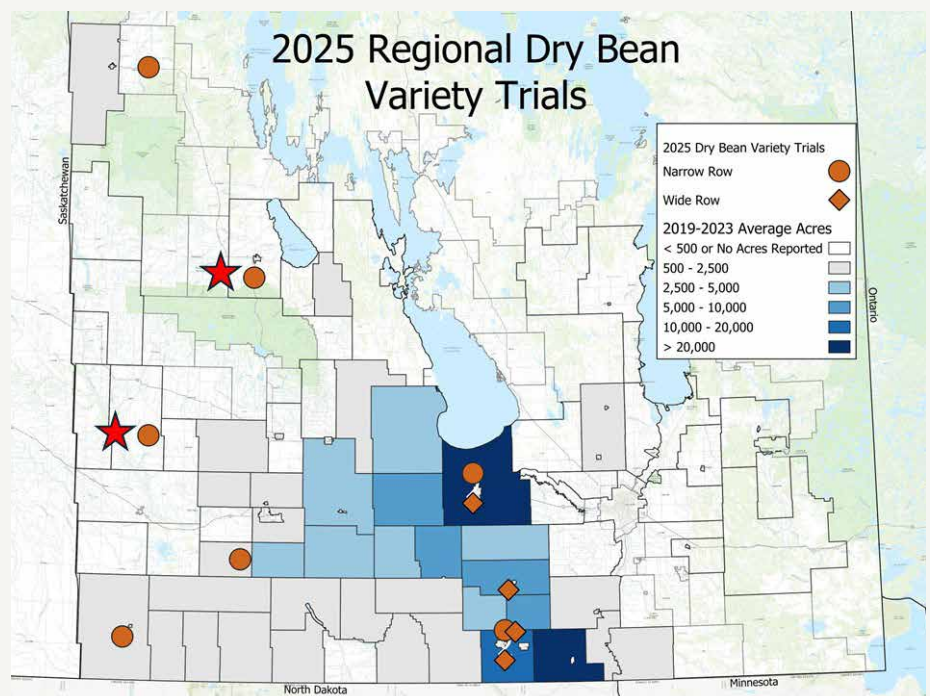 2025 Regional Dry Bean
Variety Trials
Saskatchewan
2025 Dry Bean Variety Trials
Narrow Row
Wide Row
2019-2023 Average Acres
< 500 or No Acres Reported
500 - 2,500
2,500 - 5,000
5,000 - 10,000
10,000 - 20,000
> 20,000
Ontario
North Dakota
Minnesota